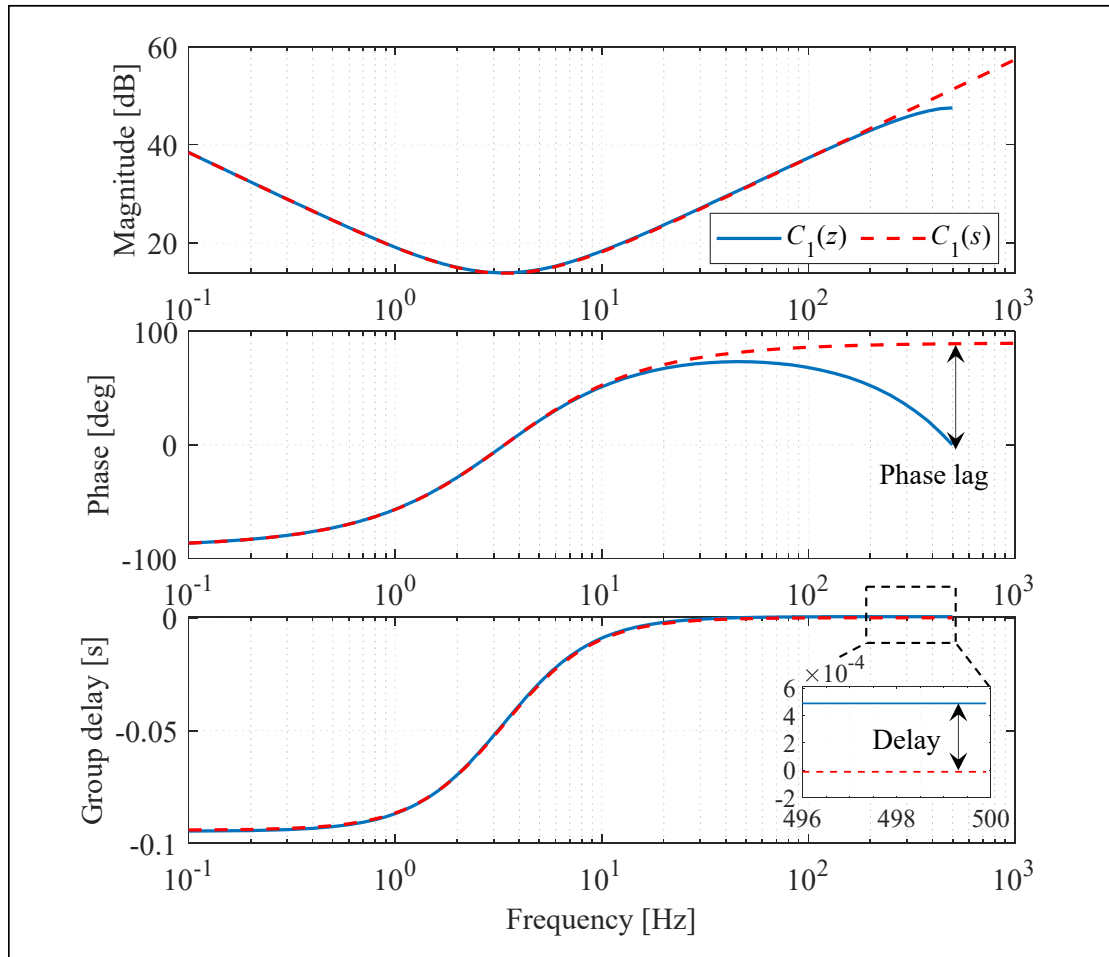 60
40
20
Magnitude [dB]
C₁(z) C₁(s)
10⁻¹ 10⁰ 10¹ 10² 10³
100
0
-100
Phase [deg]
Phase lag
10⁻¹ 10⁰ 10¹ 10² 10³
0
-0.05
-0.1
Group delay [s]
×10⁻⁴
6
4
2
0
-2
Delay
496 498 500
10⁻¹ 10⁰ 10¹ 10² 10³
Frequency [Hz]